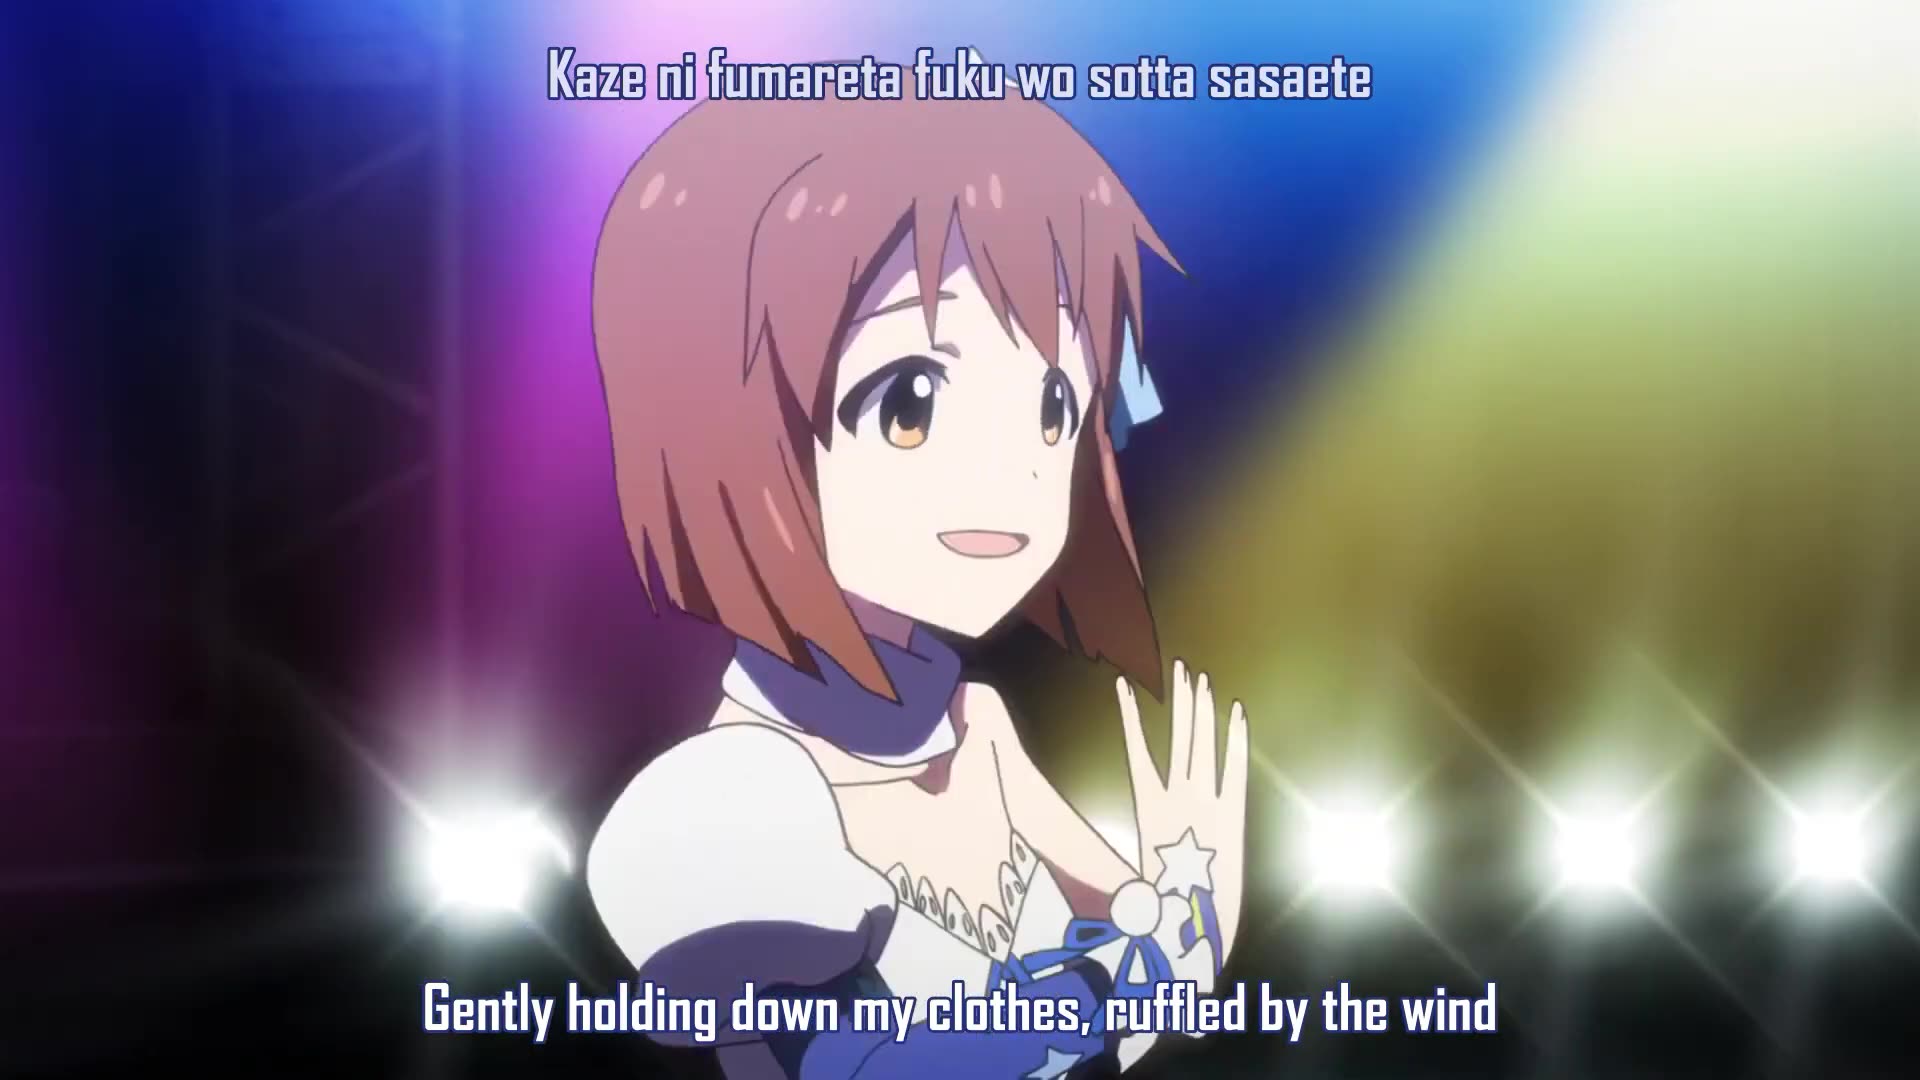 Kaze ni fumareta fuku wo sotta sasaete
Gently holding down my clothes, ruffled by the wind